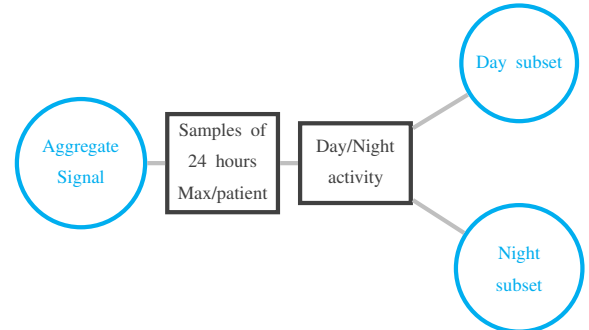 Aggregate
Signal
Samples of
24 hours
Max/patient
Day/Night
activity
Day subset
Night
subset